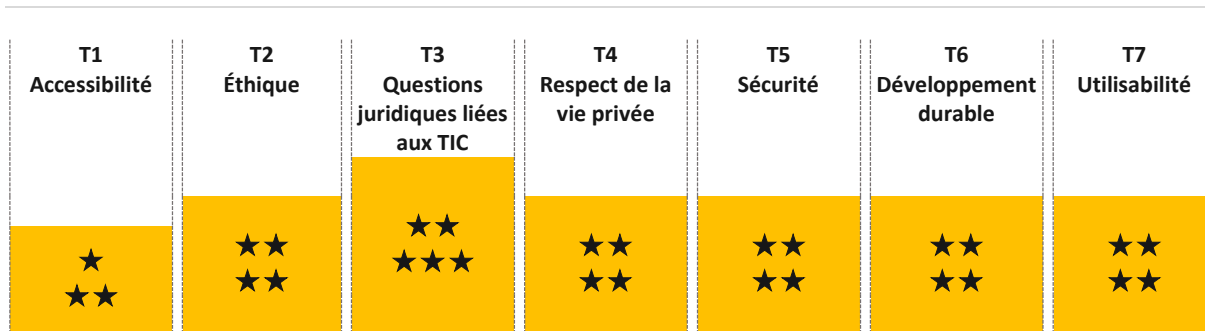 T1
Accessibilité
T2
Éthique
T3
Questions
juridiques liées
aux TIC
T4
Respect de la
vie privée
T5
Sécurité
T6
Développement
durable
T7
Utilisabilité